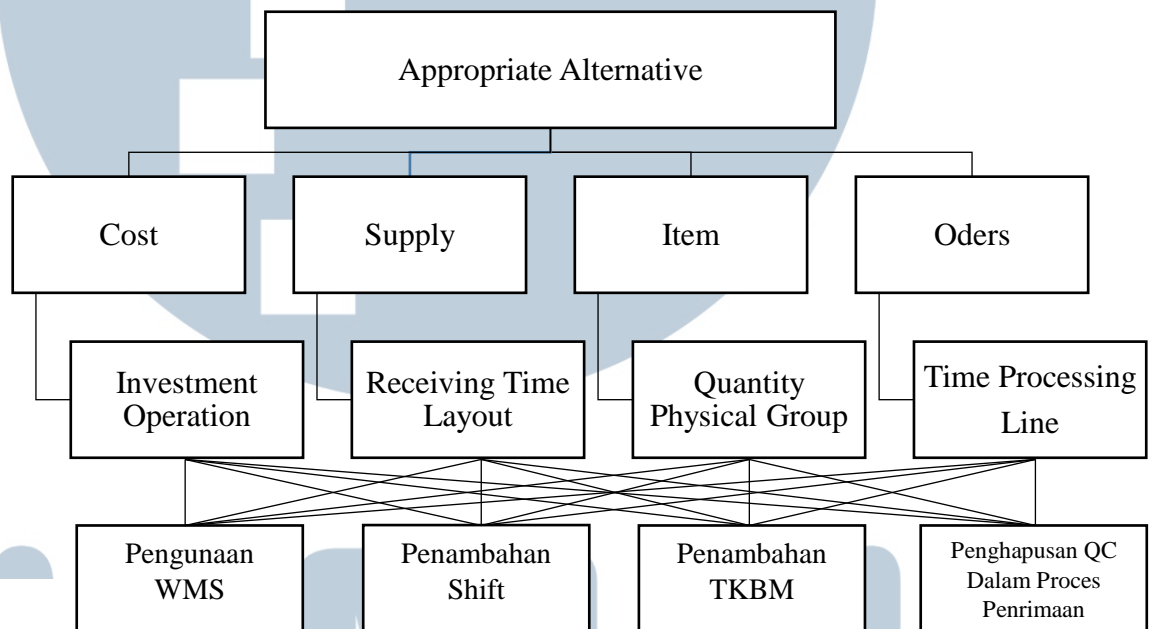 Appropriate Alternative
Cost
Supply
Item
Oders
Investment
Operation
Receiving Time
Layout
Quantity
Physical Group
Time Processing
Line
Pengunaan
WMS
Penambahan
Shift
Penambahan
TKBM
Penghapusan QC
Dalam Proces
Penrimaan